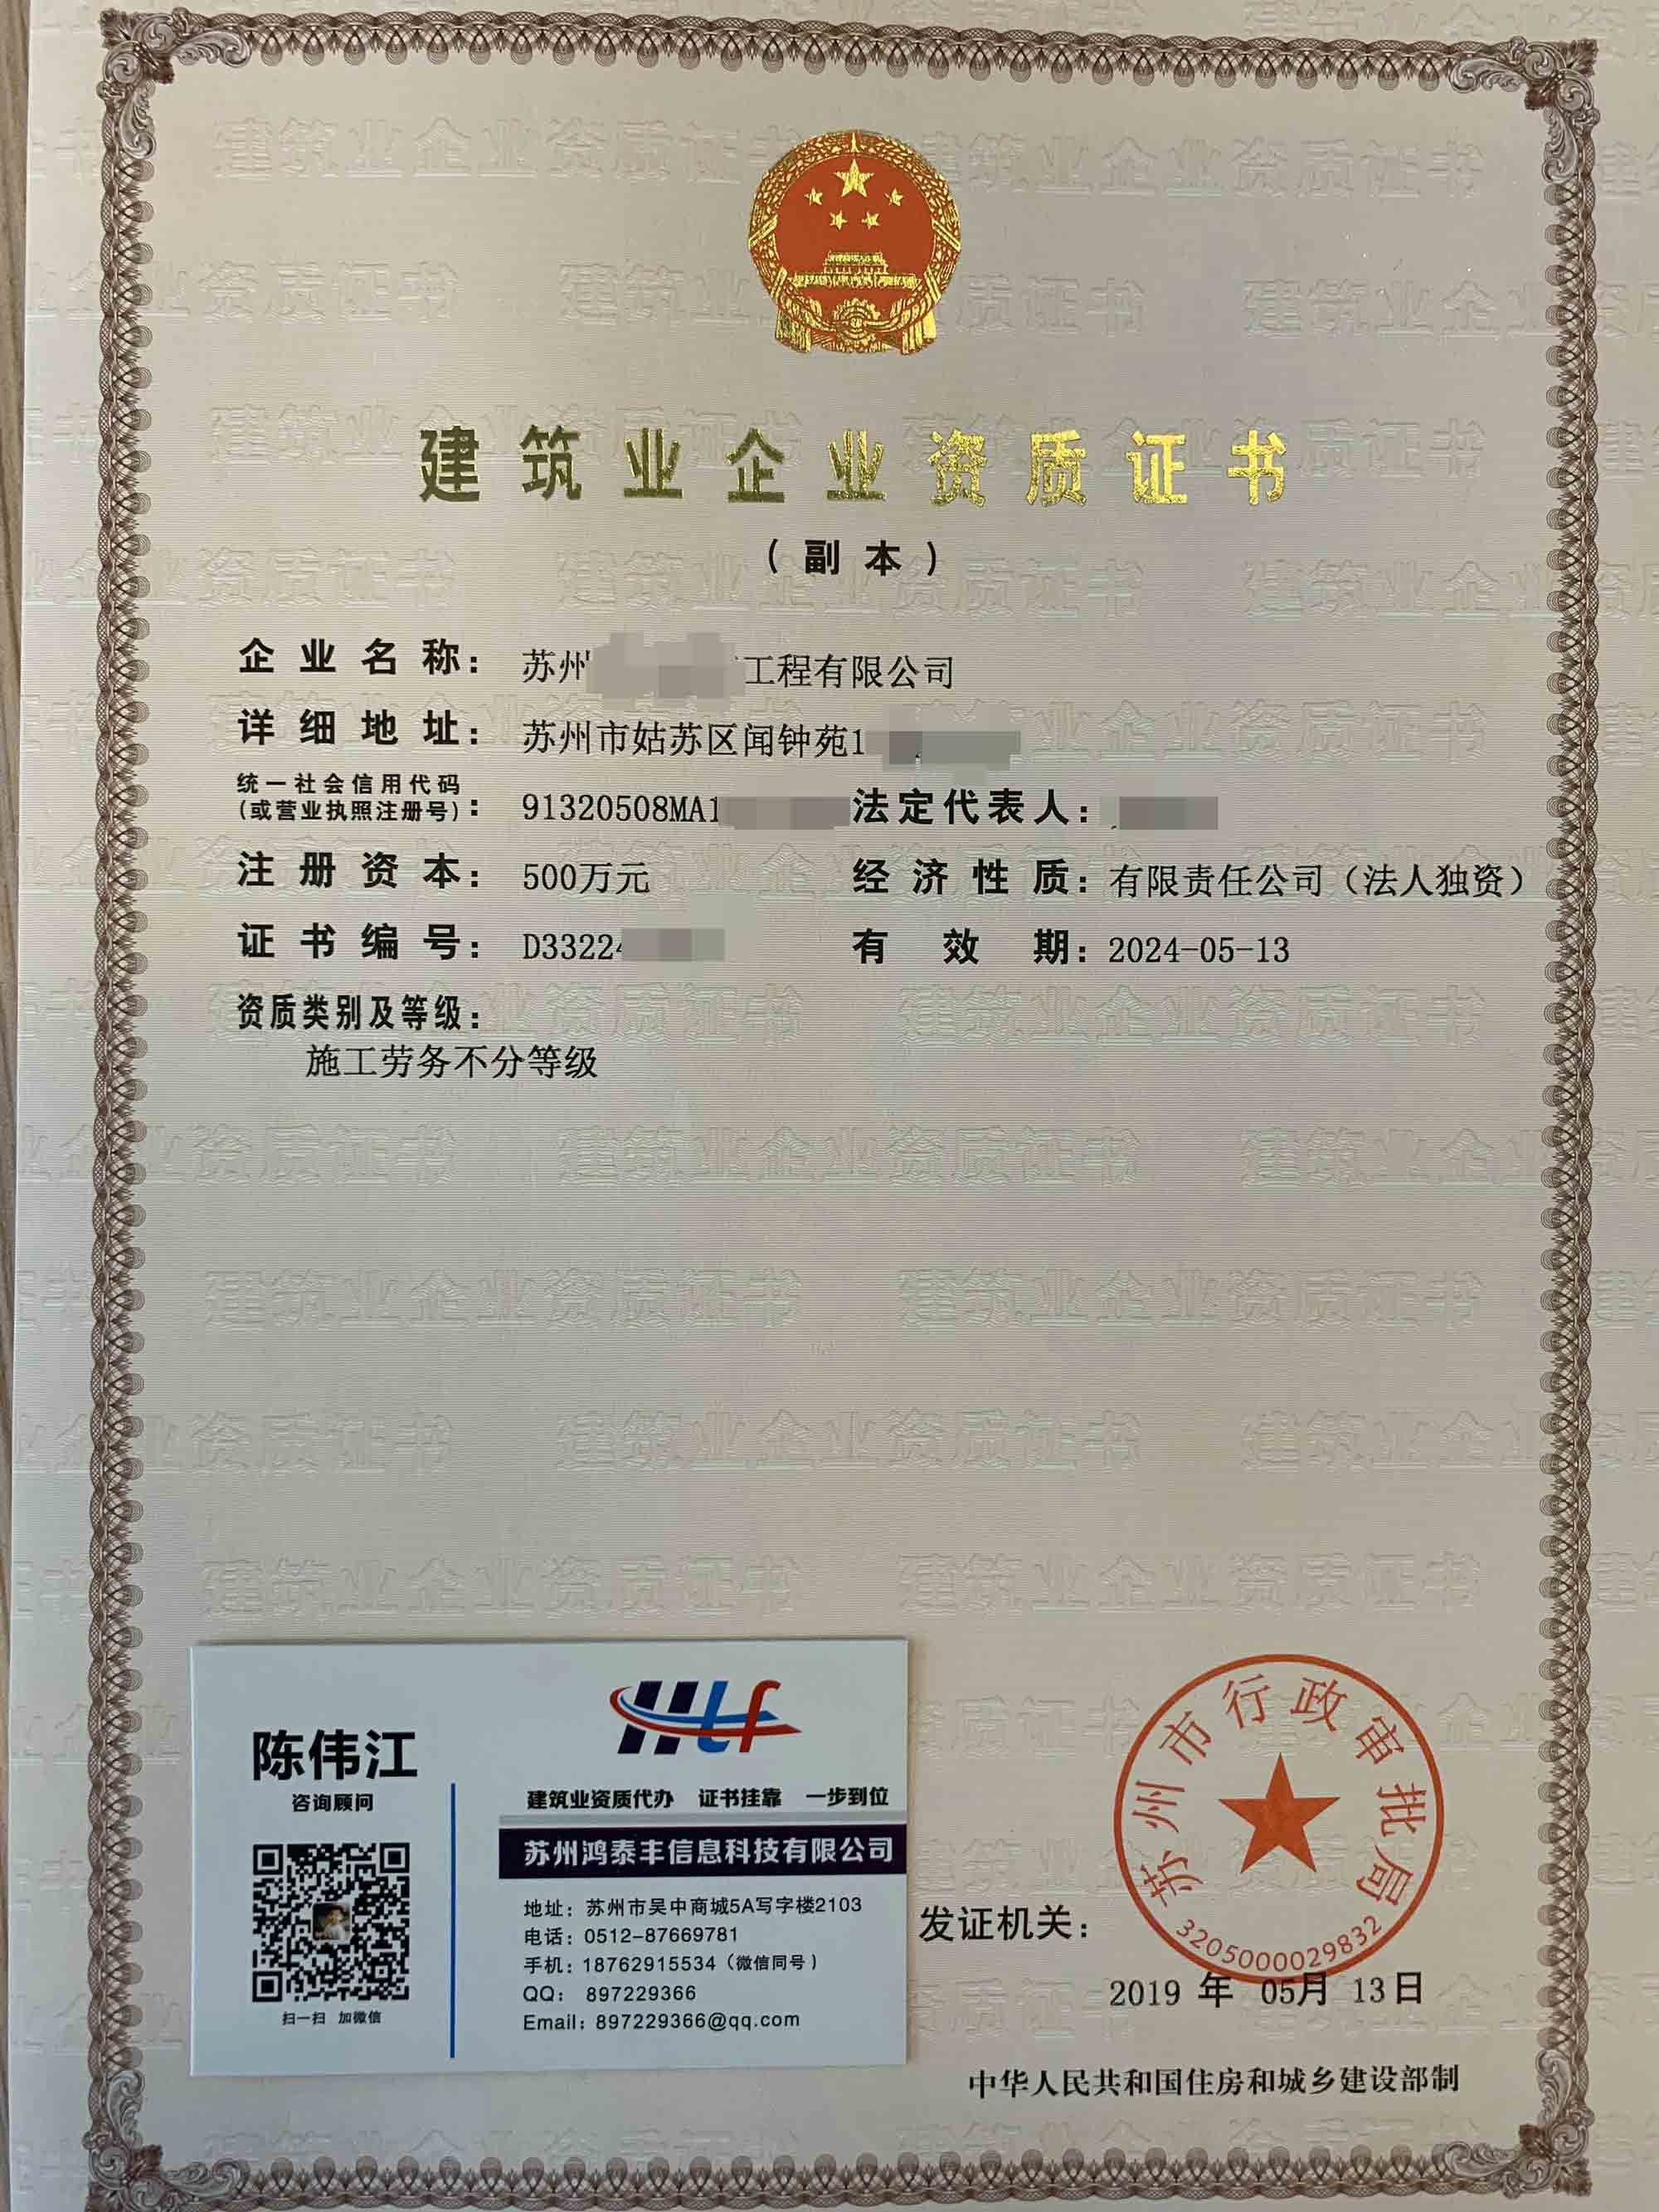 建筑业企业资质证书
（副本）
企业名称：苏州 工程有限公司
详细地址：苏州市姑苏区闻钟苑1
统一社会信用代码
(或营业执照注册号)：91320508MA1 法定代表人：
注册资本：500万元 经济性质：有限责任公司（法人独资）
证书编号：D3322 有效期：2024-05-13
资质类别及等级：
施工劳务不分等级
陈伟江
咨询顾问
扫一扫 加微信
Htf
建筑业资质代办 证书挂靠 一步到位
苏州鸿泰丰信息科技有限公司
地址：苏州市吴中商城5A写字楼2103
电话：0512-87669781
手机：18762915534（微信同号）
QQ： 897229366
Email：897229366@qq.com
苏州市行政审批局
3205000029832
发证机关：
2019 年 05月 13日
中华人民共和国住房和城乡建设部制